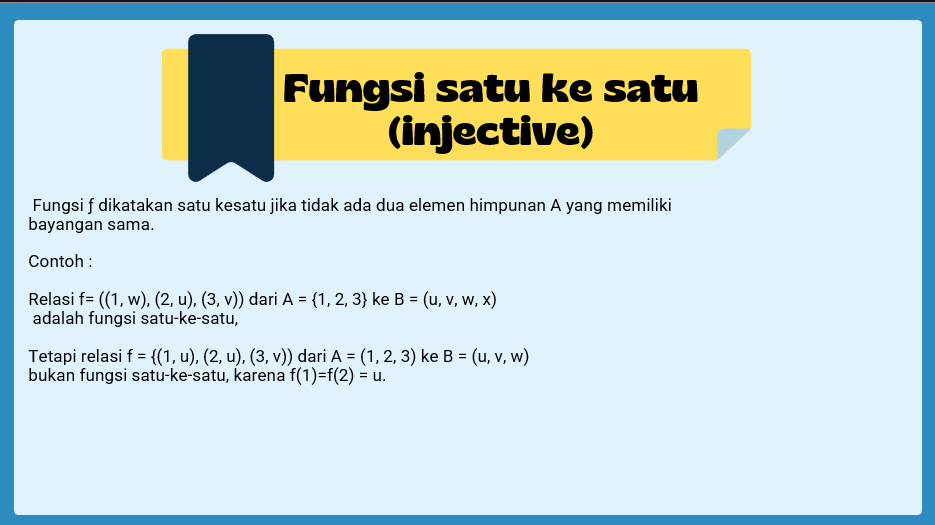 Fungsi satu ke satu
(injective)
Fungsi ƒ dikatakan satu kesatu jika tidak ada dua elemen himpunan A yang memiliki
bayangan sama.
Contoh :
Relasi f= ((1, w), (2, u), (3, v)) dari A = {1, 2, 3} ke B = (u, v, w, x)
adalah fungsi satu-ke-satu,
Tetapi relasi f = {(1, u), (2, u), (3, v)) dari A = (1, 2, 3) ke B = (u, v, w)
bukan fungsi satu-ke-satu, karena f(1)=f(2) = u.